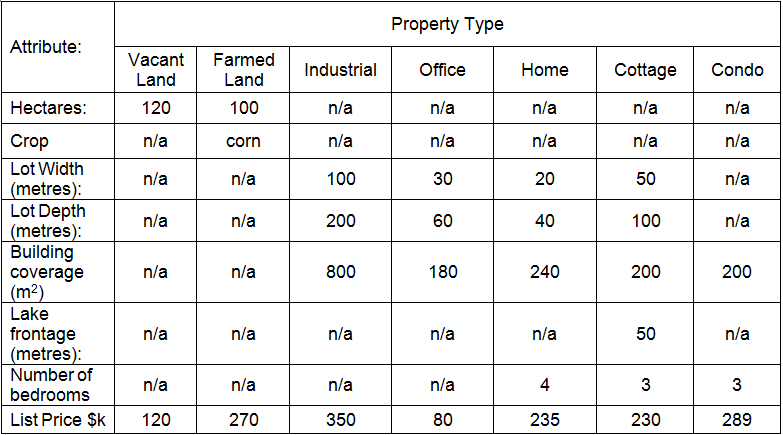 Attribute:
Property Type
Vacant Land
Farmed Land
Industrial
Office
Home
Cottage
Condo
Hectares: 120 100 n/a n/a n/a n/a n/a
Crop n/a corn n/a n/a n/a n/a n/a
Lot Width
(metres): n/a n/a 100 30 20 50 n/a
Lot Depth
(metres): n/a n/a 200 60 40 100 n/a
Building
coverage
(m²) n/a n/a 800 180 240 200 200
Lake
frontage
(metres): n/a n/a n/a n/a n/a 50 n/a
Number of
bedrooms n/a n/a n/a n/a 4 3 3
List Price $k 120 270 350 80 235 230 289